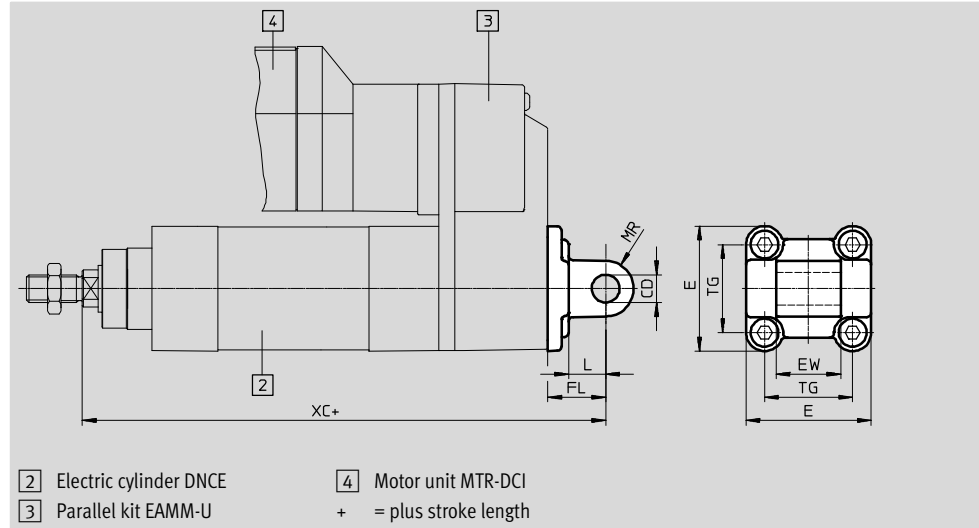 4
3
MR
CD
E
TG
L
EW
FL
TG
2
XC+
E
2 Electric cylinder DNCE
3 Parallel kit EAMM-U
4 Motor unit MTR-DCI
+ = plus stroke length